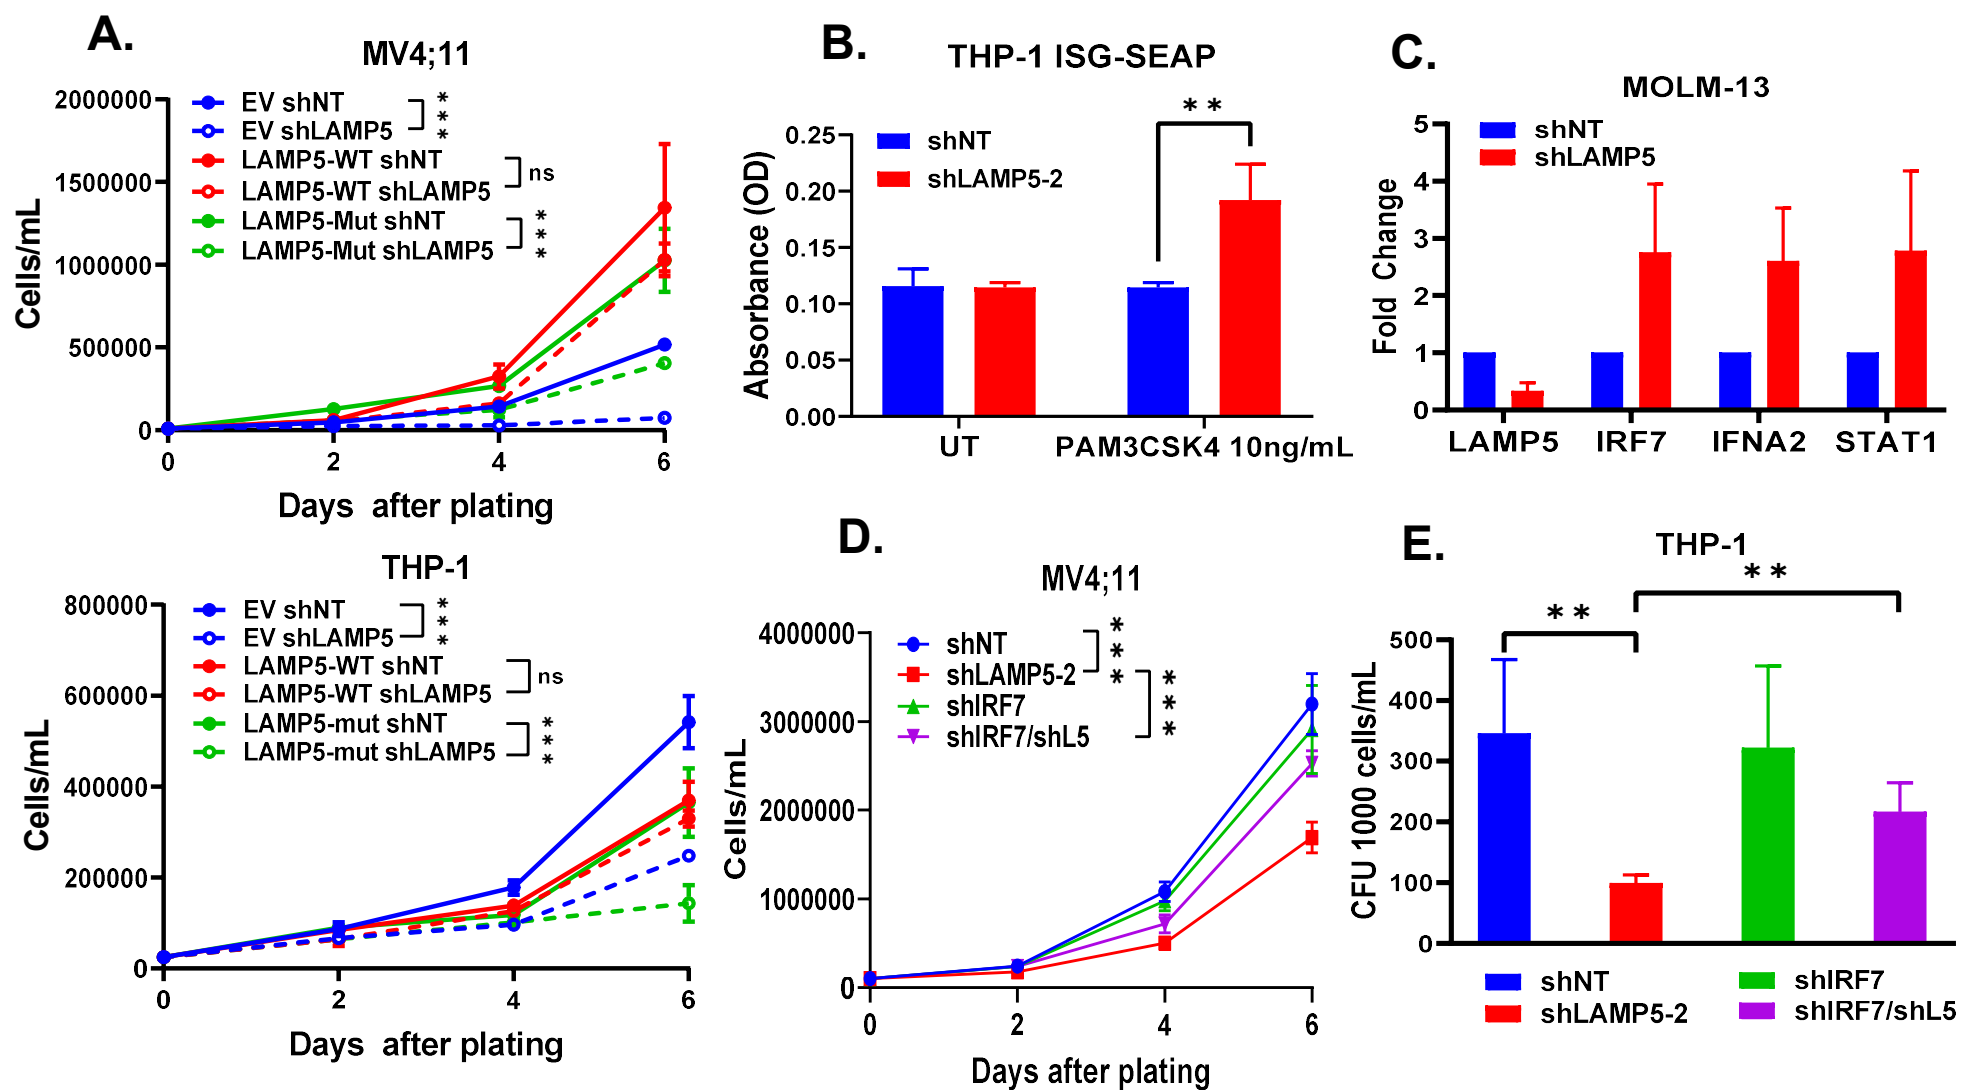 A.
MV4;11
2000000
1500000
1000000
500000
0
Cells/mL
EV shNT
EV shLAMP5
LAMP5-WT shNT
LAMP5-WT shLAMP5
LAMP5-Mut shNT
LAMP5-Mut shLAMP5
***
ns
***
0 2 4 6
Days after plating
THP-1
800000
600000
400000
200000
0
Cells/mL
EV shNT
EV shLAMP5
LAMP5-WT shNT
LAMP5-WT shLAMP5
LAMP5-mut shNT
LAMP5-mut shLAMP5
***
ns
***
0 2 4 6
Days after plating
B.
THP-1 ISG-SEAP
**
0.25
0.20
0.15
0.10
0.05
0.00
Absorbance (OD)
shNT
shLAMP5-2
UT PAM3CSK4 10ng/mL
C.
MOLM-13
5
4
3
2
1
0
Fold Change
shNT
shLAMP5
LAMP5 IRF7 IFNA2 STAT1
D.
MV4;11
4000000
3000000
2000000
1000000
0
Cells/mL
shNT
shLAMP5-2
shIRF7
shIRF7/shL5
***
***
0 2 4 6
Days after plating
E.
THP-1
**
**
500
400
300
200
100
0
CFU 1000 cells/mL
shNT
shLAMP5-2
shIRF7
shIRF7/shL5